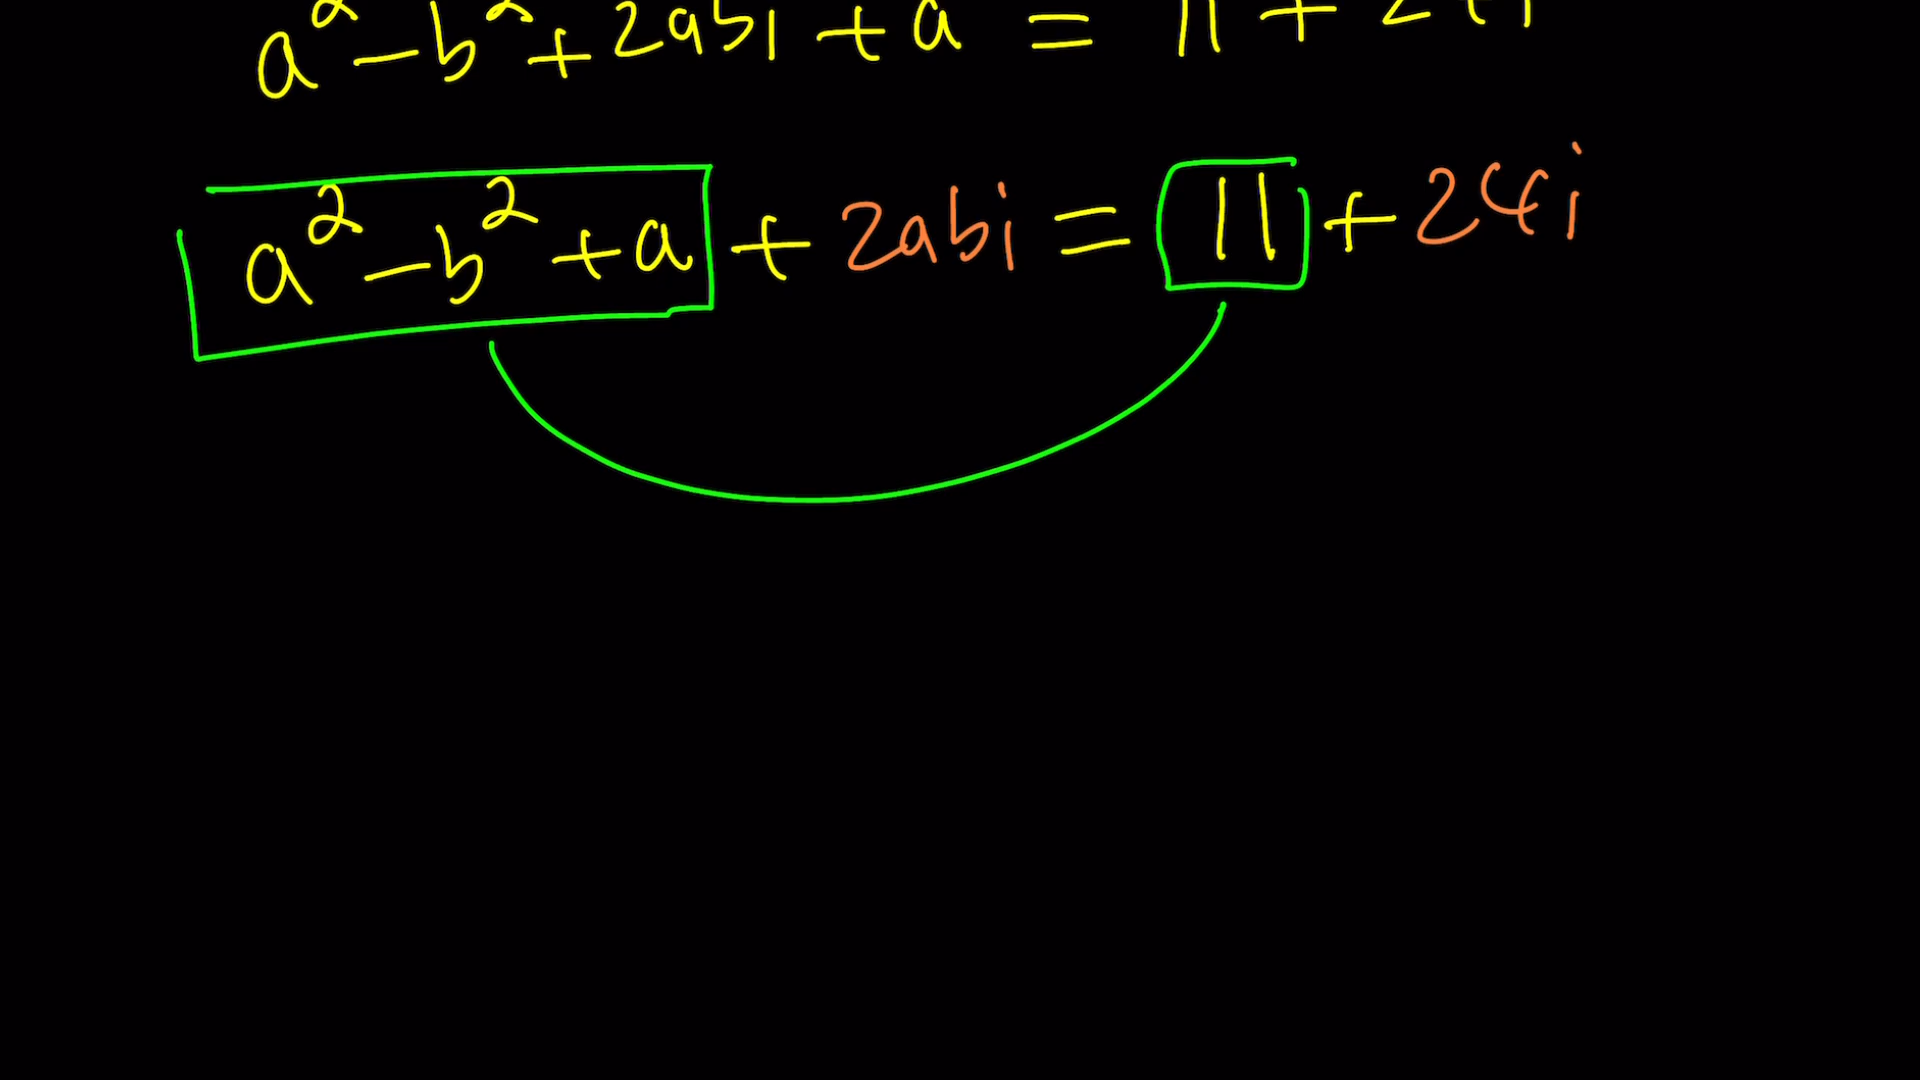 a² - b² + 2abi + a = 11 + 24i
a² - b² + a + 2abi = 11 + 24i